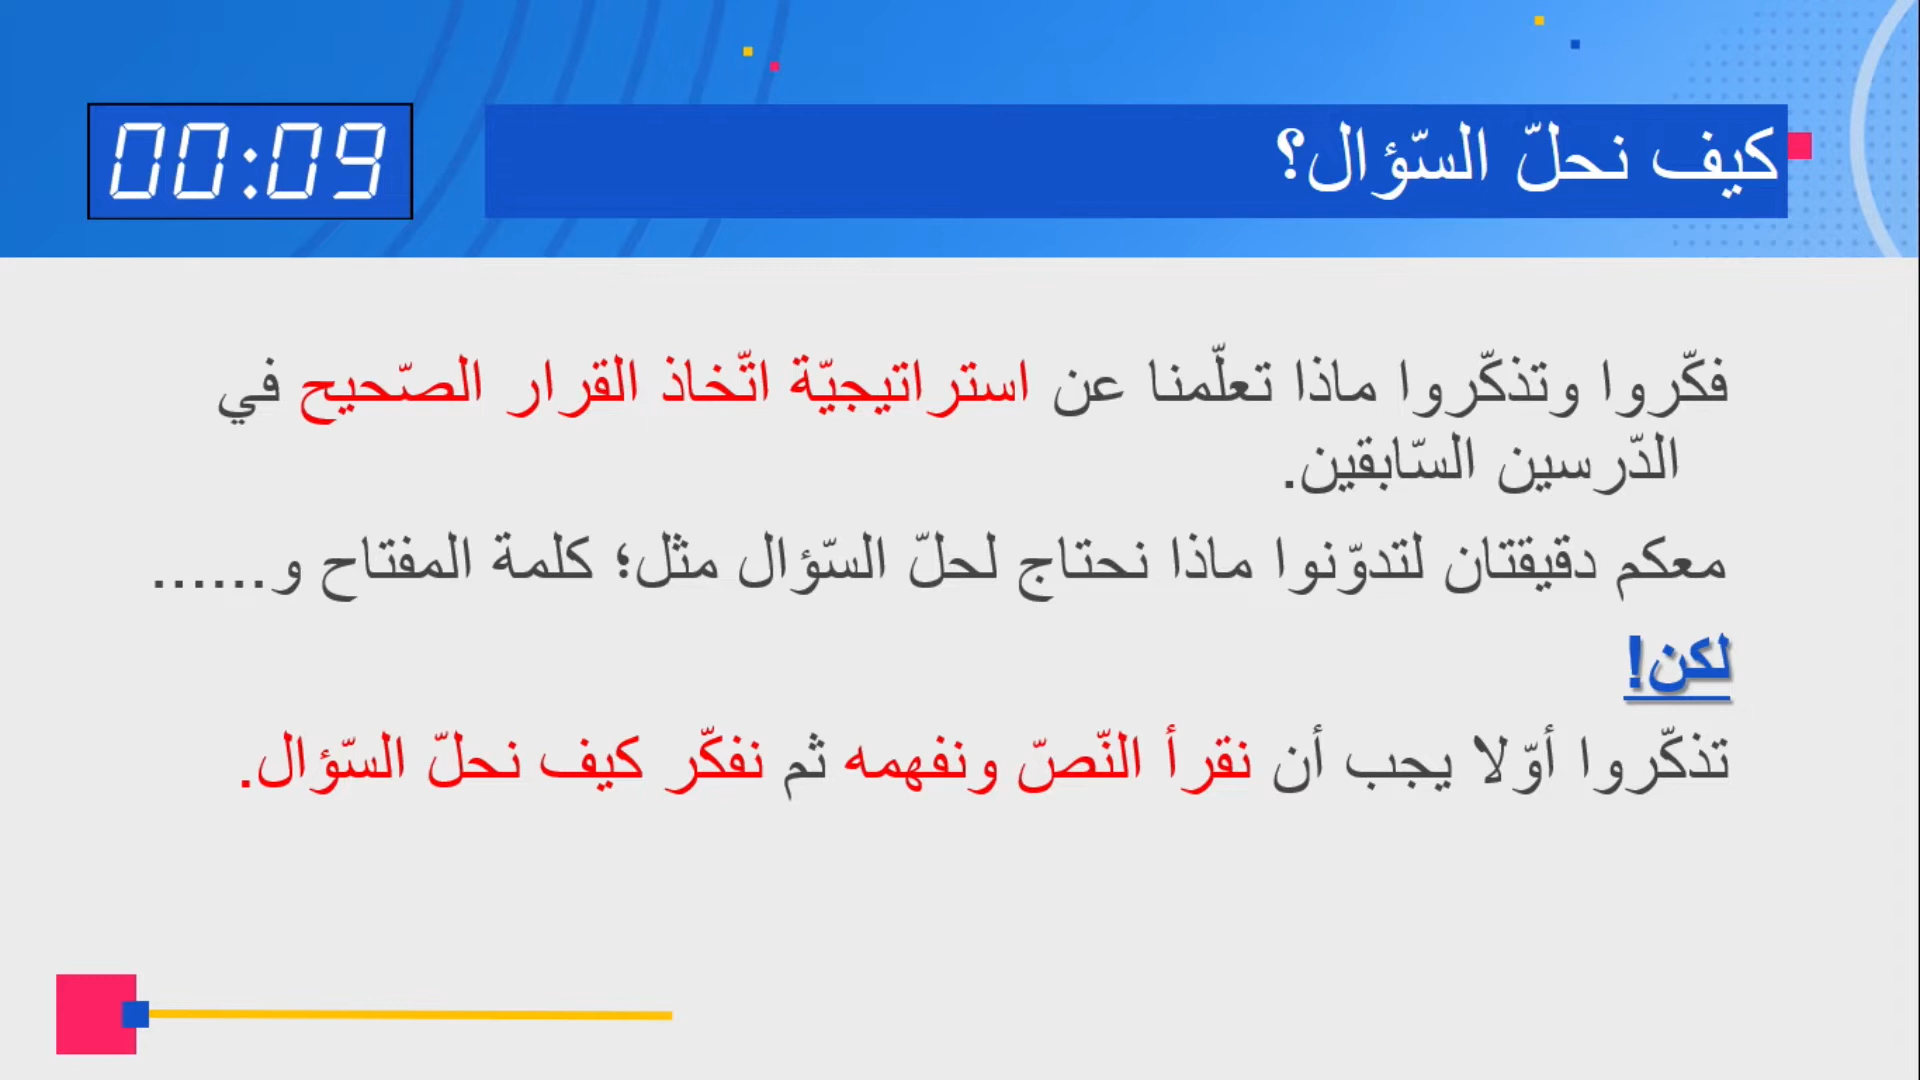 كيف نحلّ السّؤال؟
00:09
فكّروا وتذكّروا ماذا تعلّمنا عن استراتيجيّة اتّخاذ القرار الصّحيح في
الدّرسين السّابقين.
معكم دقيقتان لتدوّنوا ماذا نحتاج لحلّ السّؤال مثل؛ كلمة المفتاح و......
لكن!
تذكّروا أوّلا يجب أن نقرأ النّصّ ونفهمه ثم نفكّر كيف نحلّ السّؤال.